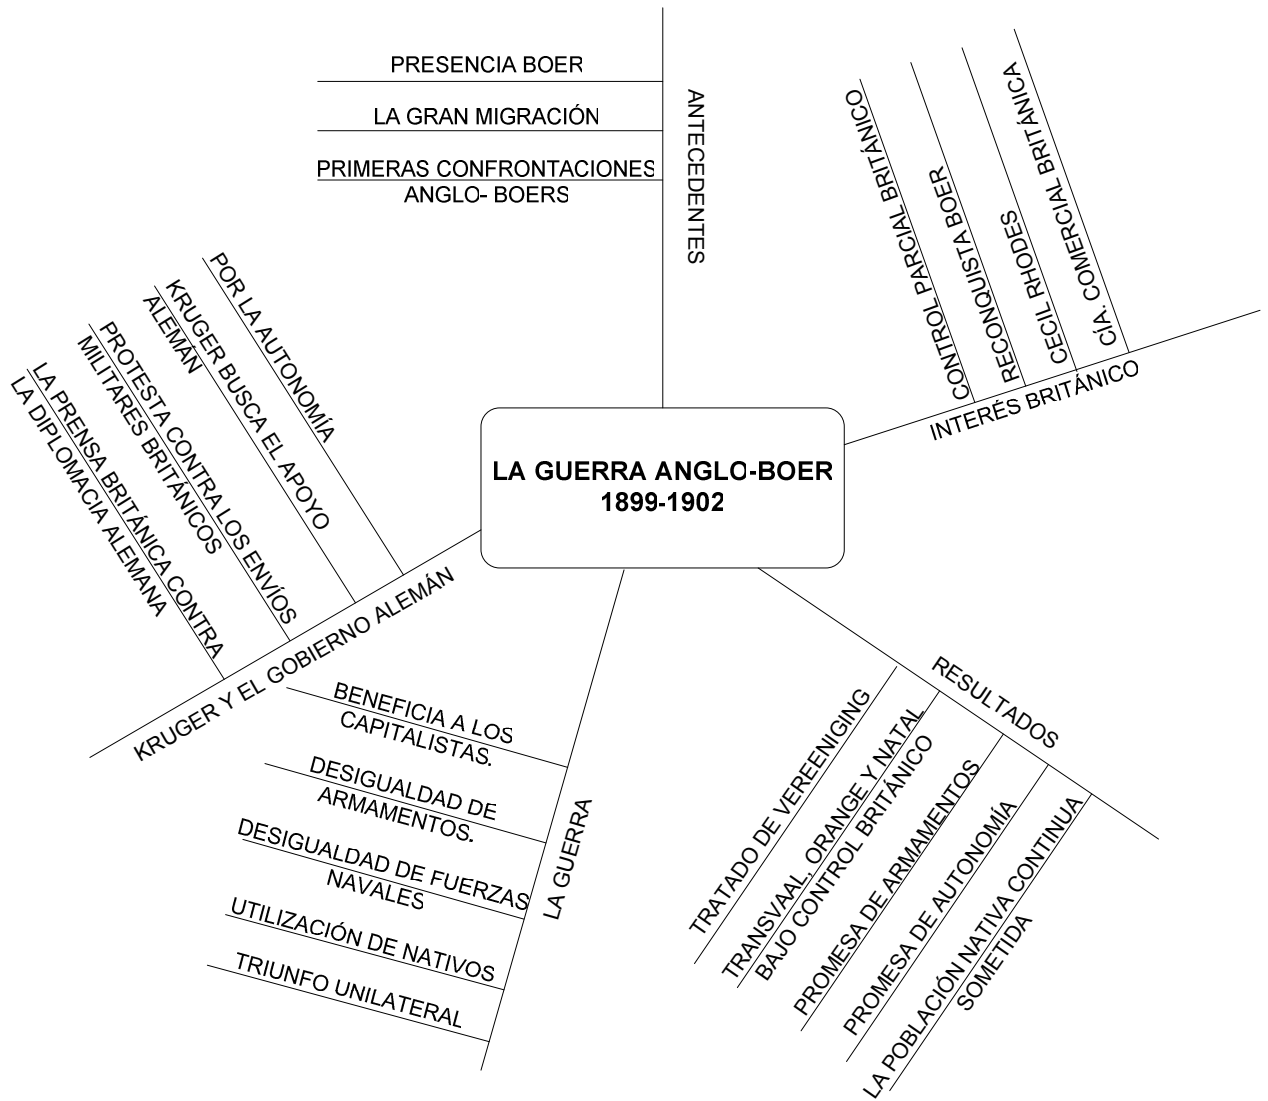 LA GUERRA ANGLO-BOER
1899-1902
ANTECEDENTES
PRESENCIA BOER
LA GRAN MIGRACIÓN
PRIMERAS CONFRONTACIONES
ANGLO- BOERS
INTERÉS BRITÁNICO
CONTROL PARCIAL BRITÁNICO
RECONQUISTA BOER
CECIL RHODES
CÍA. COMERCIAL BRITÁNICA
RESULTADOS
TRATADO DE VEREENIGING
TRANSVAAL, ORANGE Y NATAL
BAJO CONTROL BRITÁNICO
PROMESA DE ARMAMENTOS
PROMESA DE AUTONOMÍA
LA POBLACIÓN NATIVA CONTINUA
SOMETIDA
LA GUERRA
BENEFICIA A LOS
CAPITALISTAS.
DESIGUALDAD DE
ARMAMENTOS.
DESIGUALDAD DE FUERZAS
NAVALES
UTILIZACIÓN DE NATIVOS
TRIUNFO UNILATERAL
KRUGER Y EL GOBIERNO ALEMÁN
POR LA AUTONOMÍA
KRUGER BUSCA EL APOYO
ALEMÁN
PROTESTA CONTRA LOS ENVÍOS
MILITARES BRITÁNICOS
LA PRENSA BRITÁNICA CONTRA
LA DIPLOMACIA ALEMANA